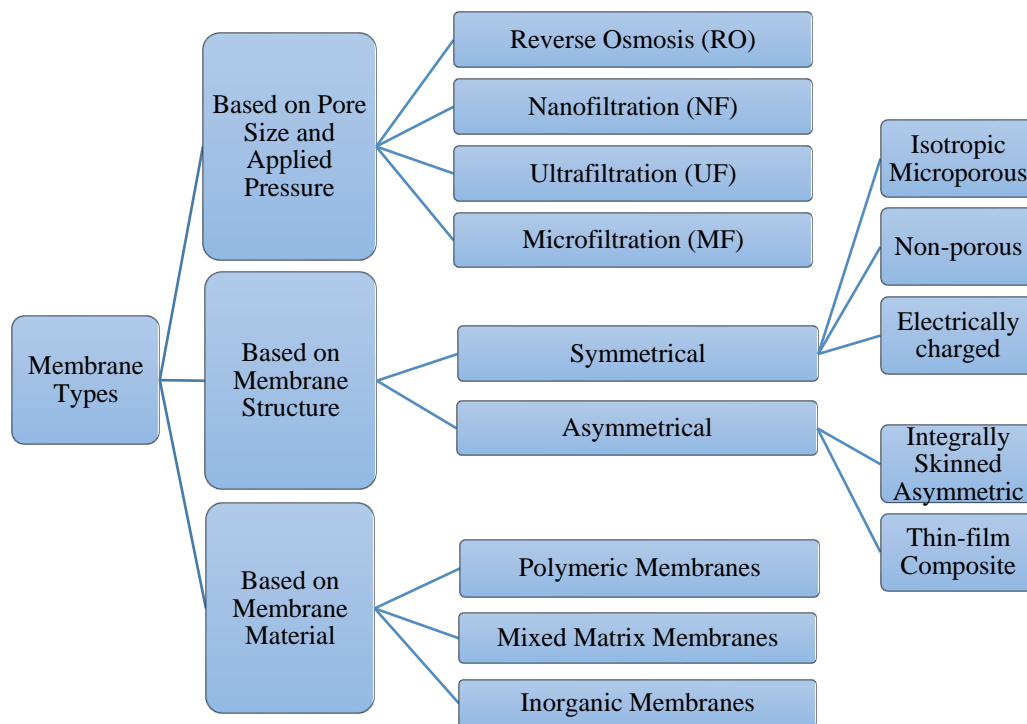 Membrane
Types
Based on Pore
Size and
Applied
Pressure
Reverse Osmosis (RO)
Nanofiltration (NF)
Ultrafiltration (UF)
Microfiltration (MF)
Based on
Membrane
Structure
Symmetrical
Isotropic
Microporous
Non-porous
Electrically
charged
Asymmetrical
Integrally
Skinned
Asymmetric
Thin-film
Composite
Based on
Membrane
Material
Polymeric Membranes
Mixed Matrix Membranes
Inorganic Membranes